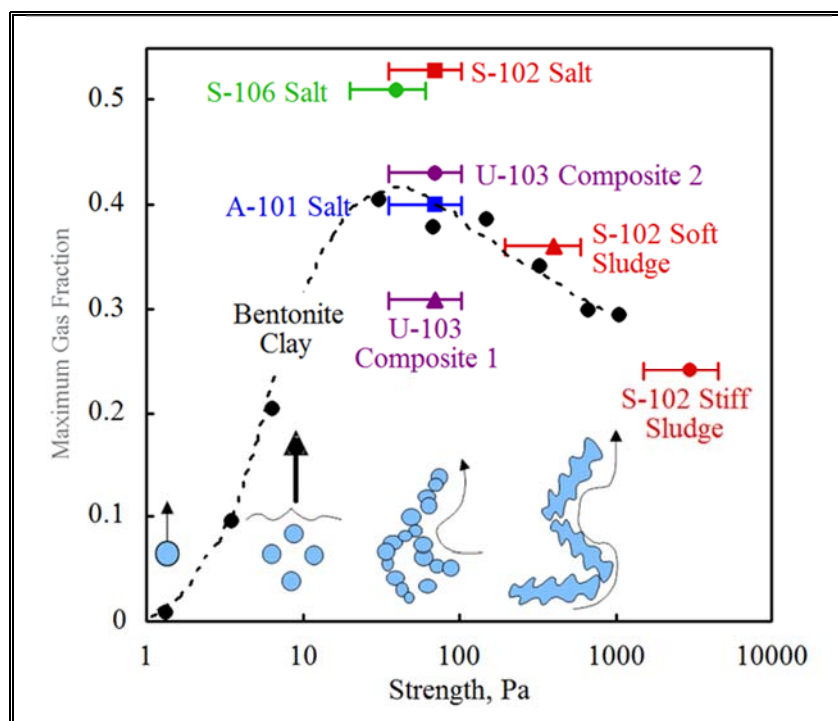 S-102 Salt
0.5
S-106 Salt
U-103 Composite 2
0.4
A-101 Salt
S-102 Soft
Sludge
0.3
Bentonite
Clay
U-103
Composite 1
S-102 Stiff
Sludge
0.2
0.1
0
1
10
100
1000
10000
Strength, Pa
Maximum Gas Fraction